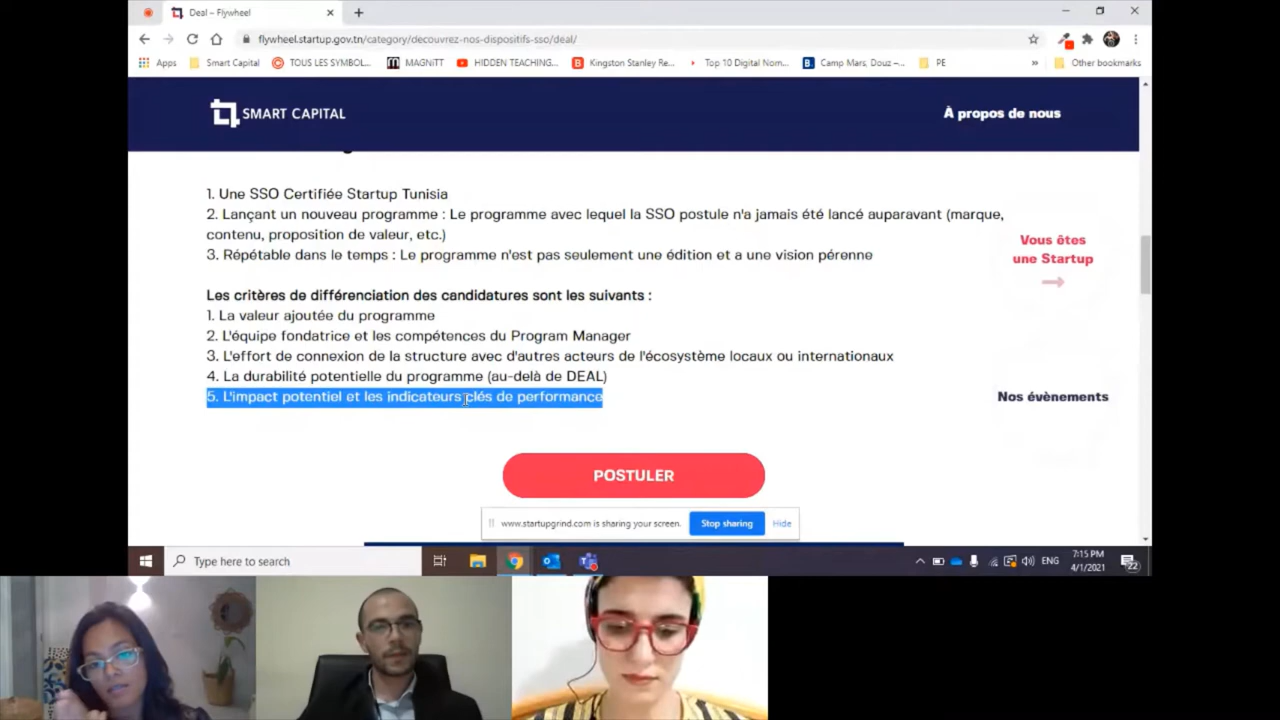 Deal – Flywheel
flywheel.startup.gov.tn/category/decouvrez-nos-dispositifs-sso/deal/
Apps Smart Capital TOUS LES SYMBOL... MAGNiTT HIDDEN TEACHING... Kingston Stanley Re... Top 10 Digital Nom... Camp Mars, Douz –... PE » Other bookmarks
SMART CAPITAL
À propos de nous
1. Une SSO Certifiée Startup Tunisia
2. Lançant un nouveau programme : Le programme avec lequel la SSO postule n'a jamais été lancé auparavant (marque,
contenu, proposition de valeur, etc.)
3. Répétable dans le temps : Le programme n'est pas seulement une édition et a une vision pérenne
Vous êtes
une Startup
Les critères de différenciation des candidatures sont les suivants :
1. La valeur ajoutée du programme
2. L'équipe fondatrice et les compétences du Program Manager
3. L'effort de connexion de la structure avec d'autres acteurs de l'écosystème locaux ou internationaux
4. La durabilité potentielle du programme (au-delà de DEAL)
5. L'impact potentiel et les indicateurs clés de performance
Nos évènements
POSTULER
www.startupgrind.com is sharing your screen. Stop sharing Hide
Type here to search
ENG
7:15 PM
4/1/2021
22